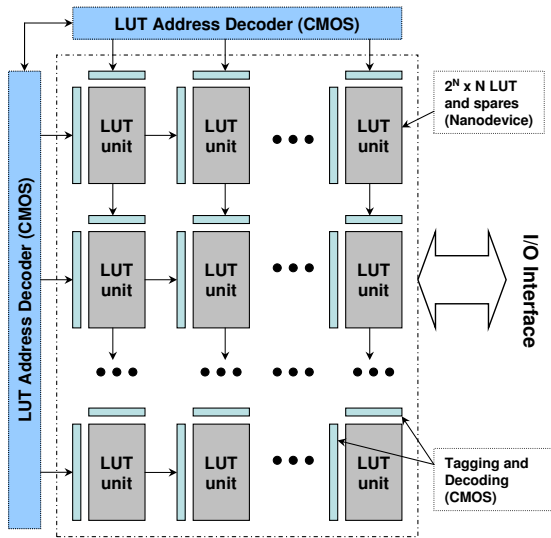 LUT Address Decoder (CMOS)
LUT Address Decoder (CMOS)
LUT
unit
LUT
unit
LUT
unit
2^N x N LUT
and spares
(Nanodevice)
LUT
unit
LUT
unit
LUT
unit
I/O Interface
LUT
unit
LUT
unit
LUT
unit
Tagging and
Decoding
(CMOS)